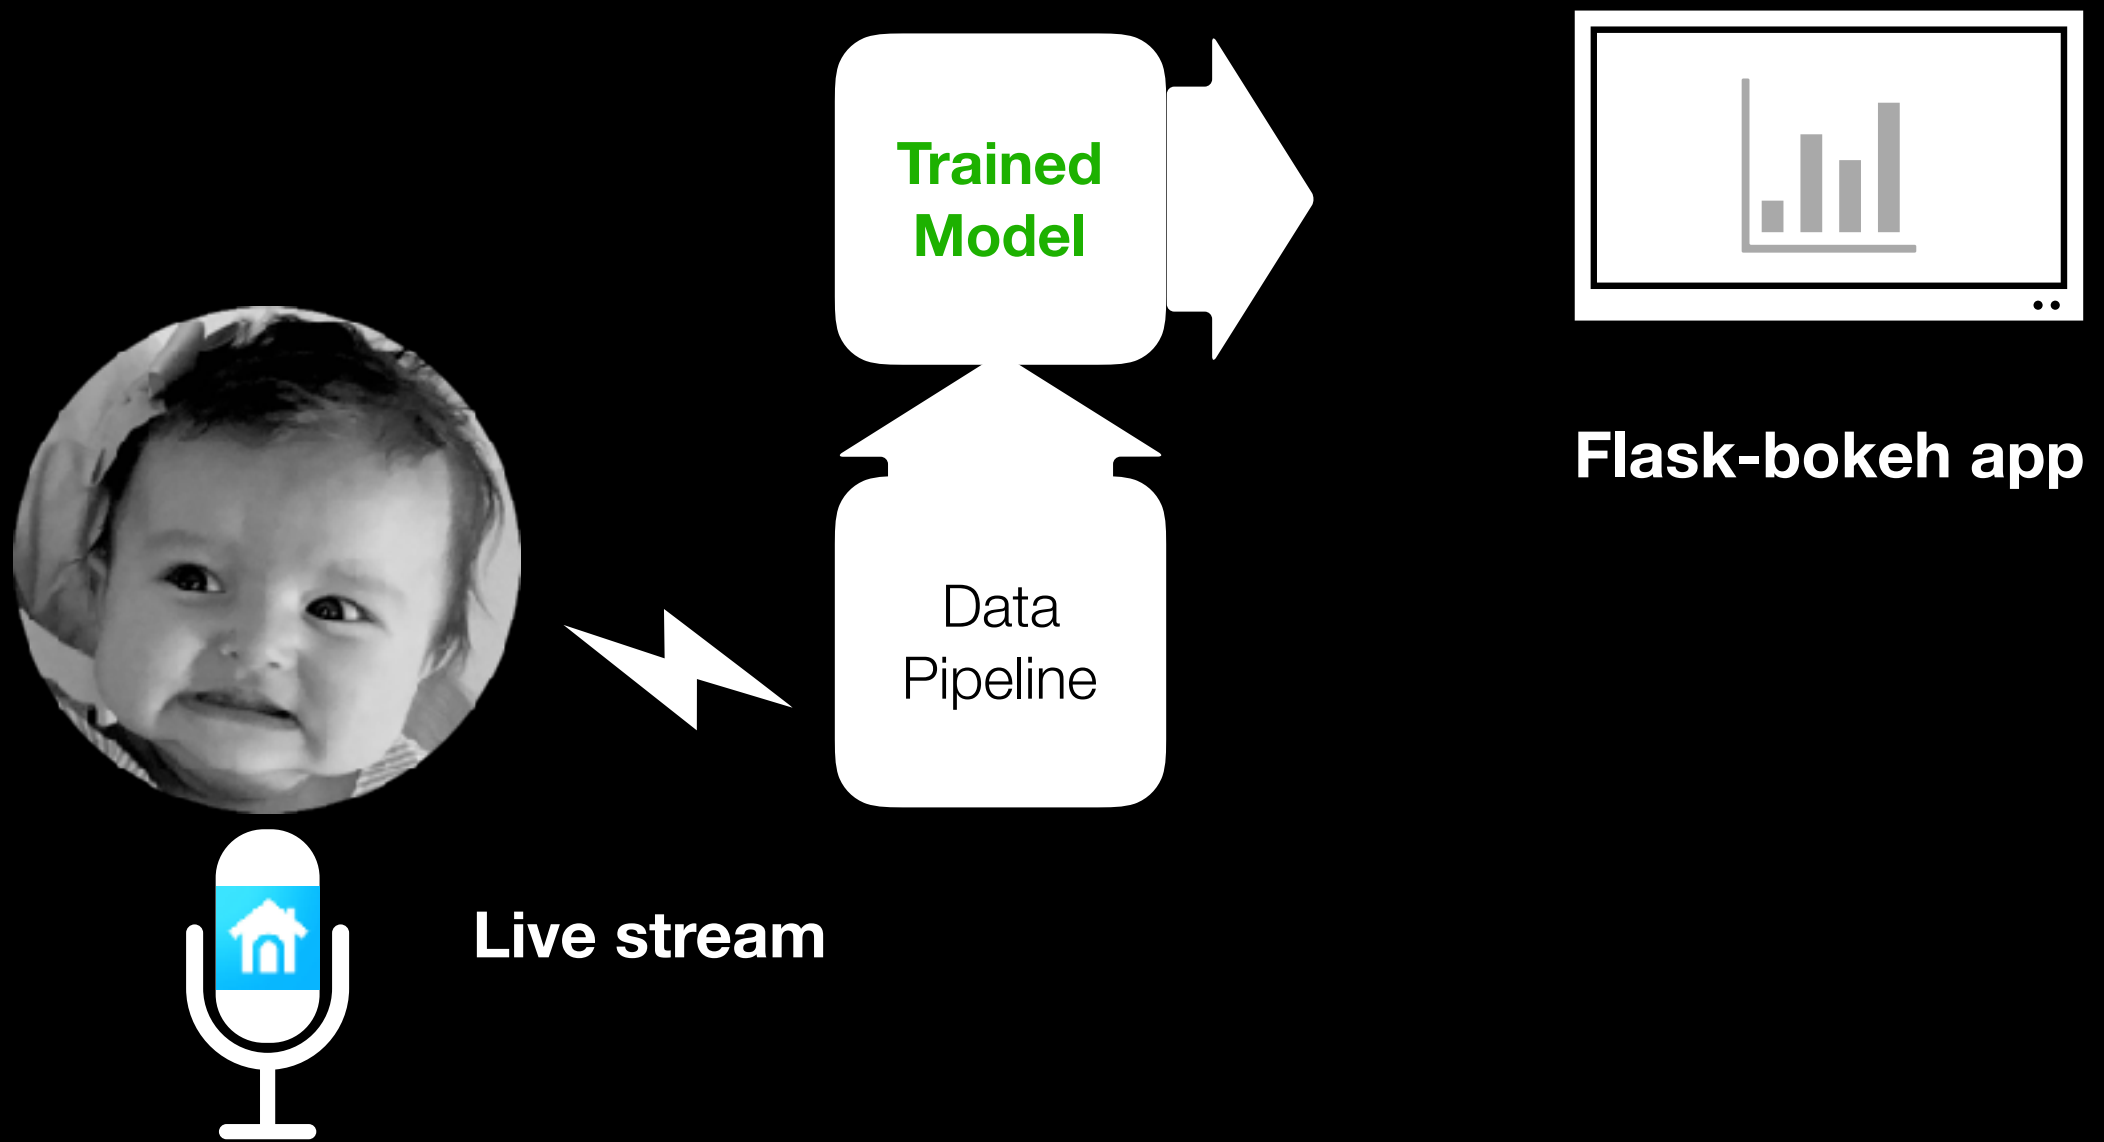 Trained
Model
Flask-bokeh app
Data
Pipeline
Live stream